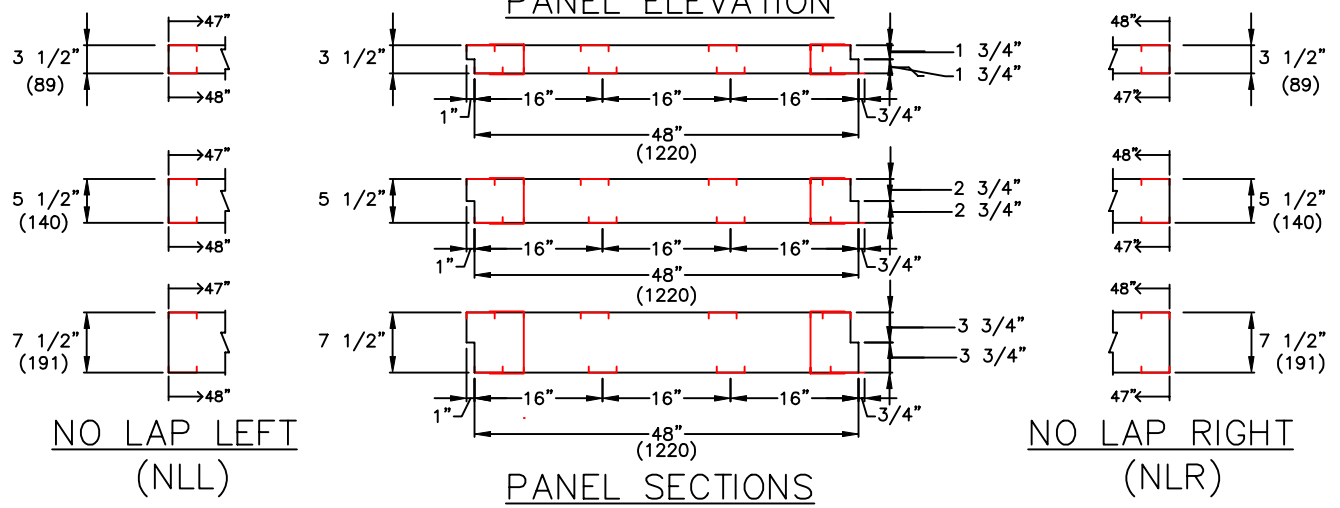 PANEL ELEVATION
47” 48”
3 1/2” 3 1/2” 1 3/4” 3 1/2”
(89) 1 3/4” (89)
48” 1” 16” 16” 16” 3/4” 47”
48”
(1220)
47” 48”
5 1/2” 5 1/2” 2 3/4” 5 1/2”
(140) 2 3/4” (140)
48” 1” 16” 16” 16” 3/4” 47”
48”
(1220)
47” 48”
7 1/2” 7 1/2” 3 3/4” 7 1/2”
(191) 3 3/4” (191)
48” 1” 16” 16” 16” 3/4” 47”
48”
(1220)
NO LAP LEFT
(NLL)
PANEL SECTIONS
NO LAP RIGHT
(NLR)